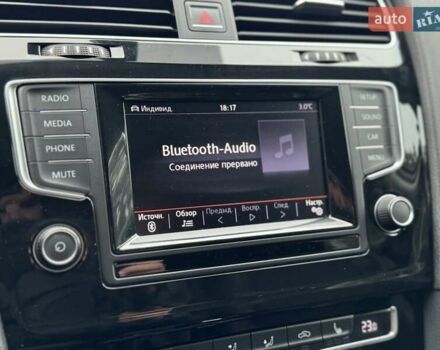 auto RIA
RADIO
MEDIA
PHONE
MUTE
SETUP
SOUND
CAR
MENU
Индивид. 18:17 3.0°C
Bluetooth-Audio
Соединение прервано
Источн. Обзор Предыд. Воспр. След. Настр.
23.0